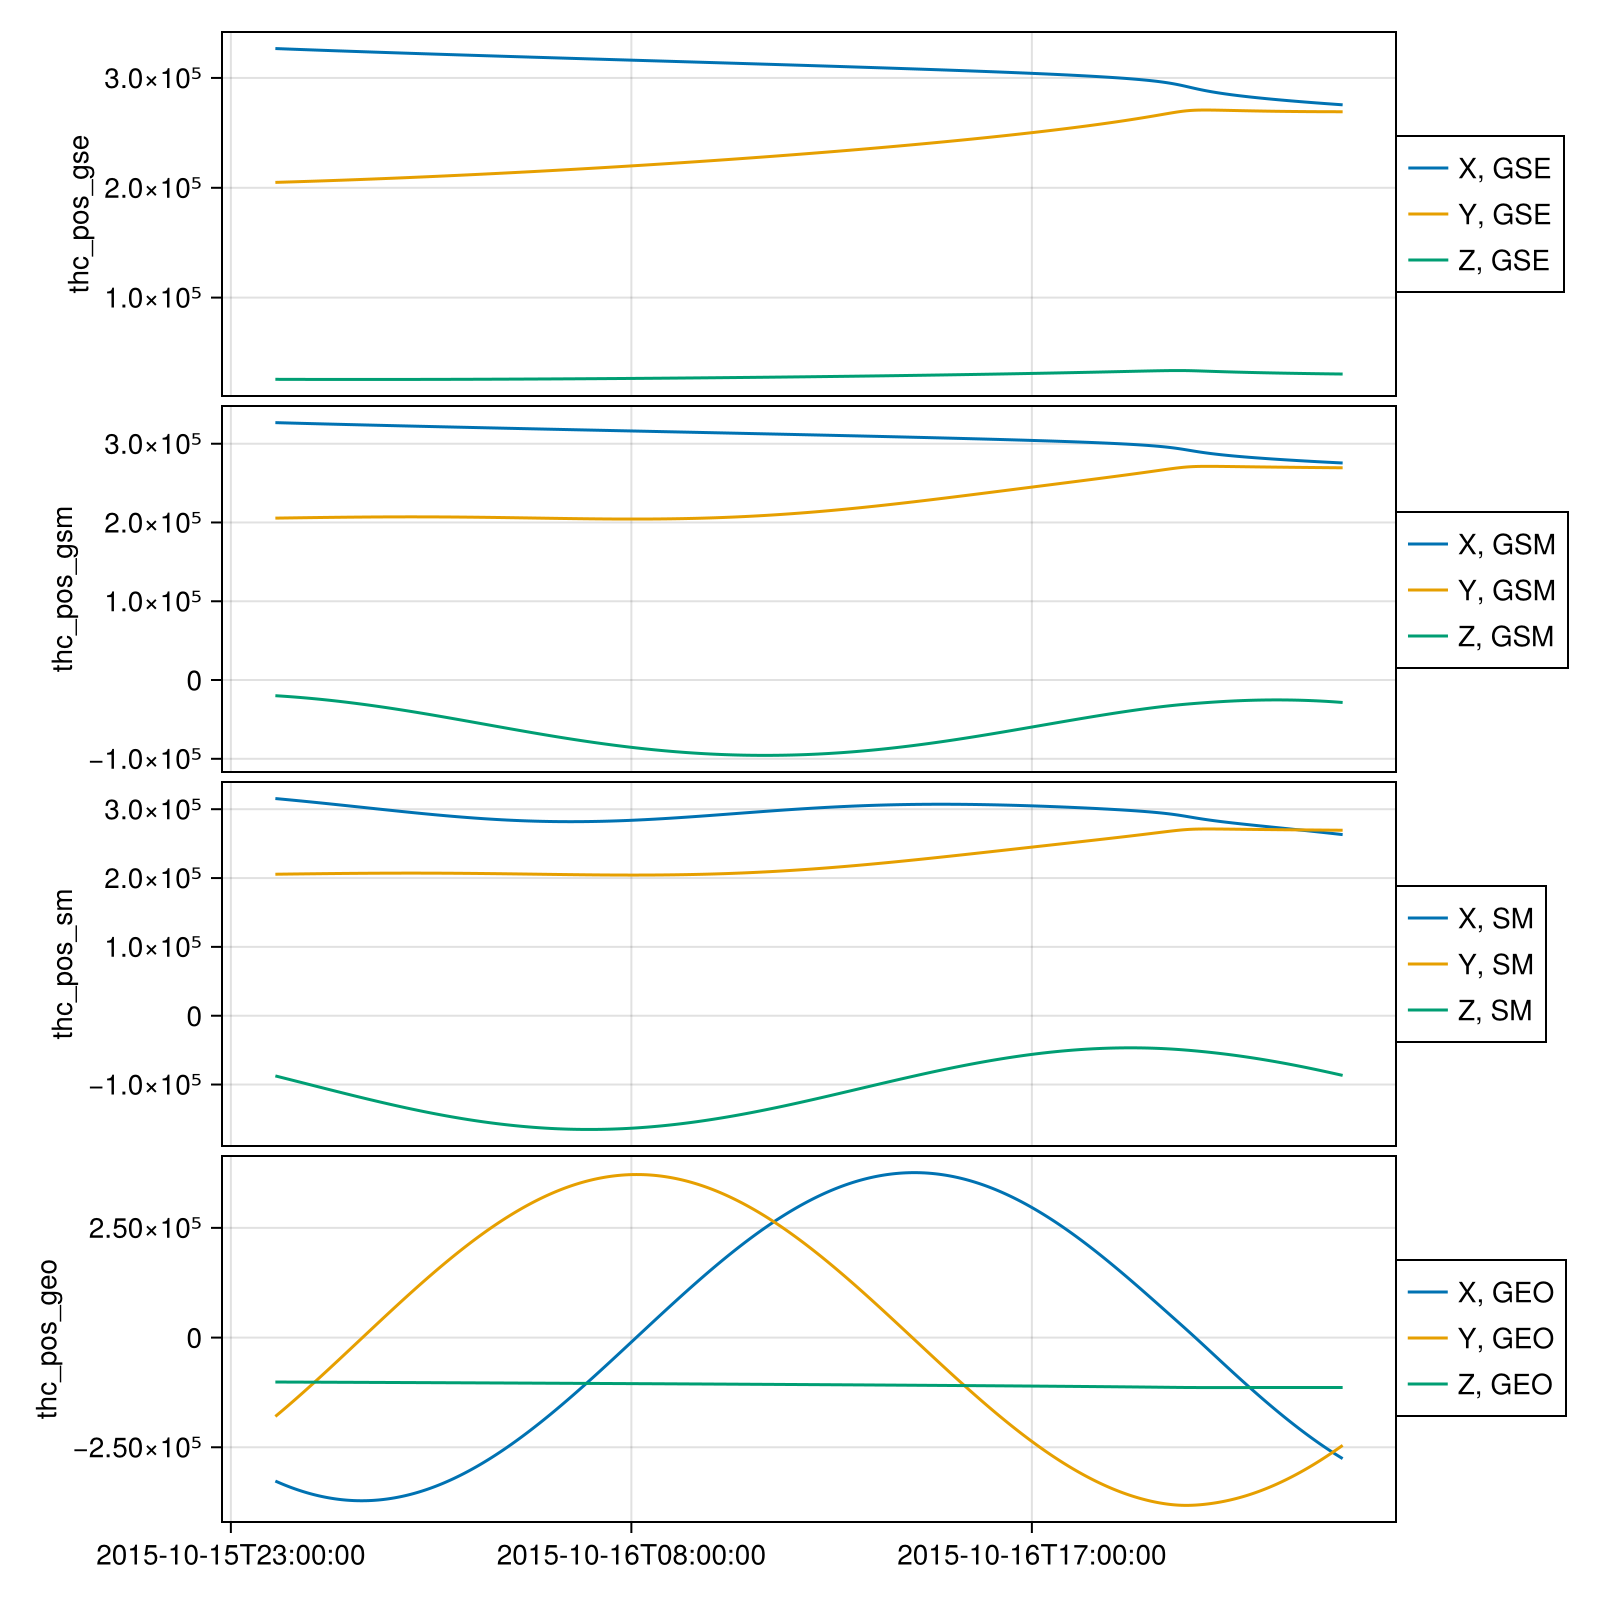 thc_pos_gse
3.0×10⁵
2.0×10⁵
1.0×10⁵
X, GSE
Y, GSE
Z, GSE
thc_pos_gsm
3.0×10⁵
2.0×10⁵
1.0×10⁵
0
−1.0×10⁵
X, GSM
Y, GSM
Z, GSM
thc_pos_sm
3.0×10⁵
2.0×10⁵
1.0×10⁵
0
−1.0×10⁵
X, SM
Y, SM
Z, SM
thc_pos_geo
2.50×10⁵
0
−2.50×10⁵
X, GEO
Y, GEO
Z, GEO
2015-10-15T23:00:00
2015-10-16T08:00:00
2015-10-16T17:00:00